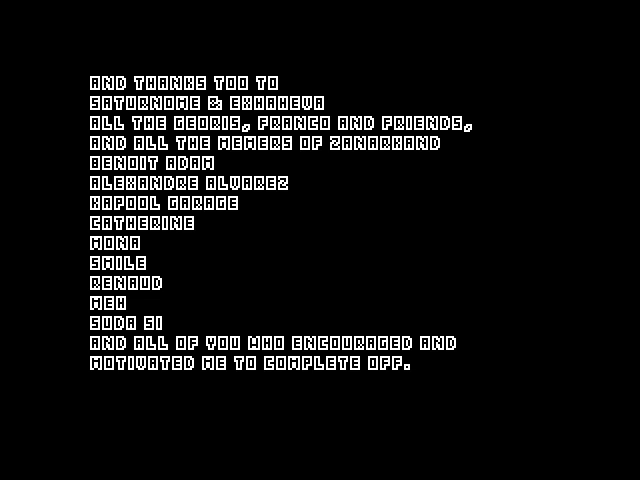 AND THANKS TOO TO
SATURNOME & EXHAHEVA
ALL THE GEORIS, FRANCO AND FRIENDS,
AND ALL THE MEMERS OF ZANARKAND
BENOIT ADAM
ALEXANDRE ALVAREZ
KAPOOL GARAGE
CATHERINE
MONA
SMILE
RENAUD
MEH
SUDA 51
AND ALL OF YOU WHO ENCOURAGED AND
MOTIVATED ME TO COMPLETE OFF.